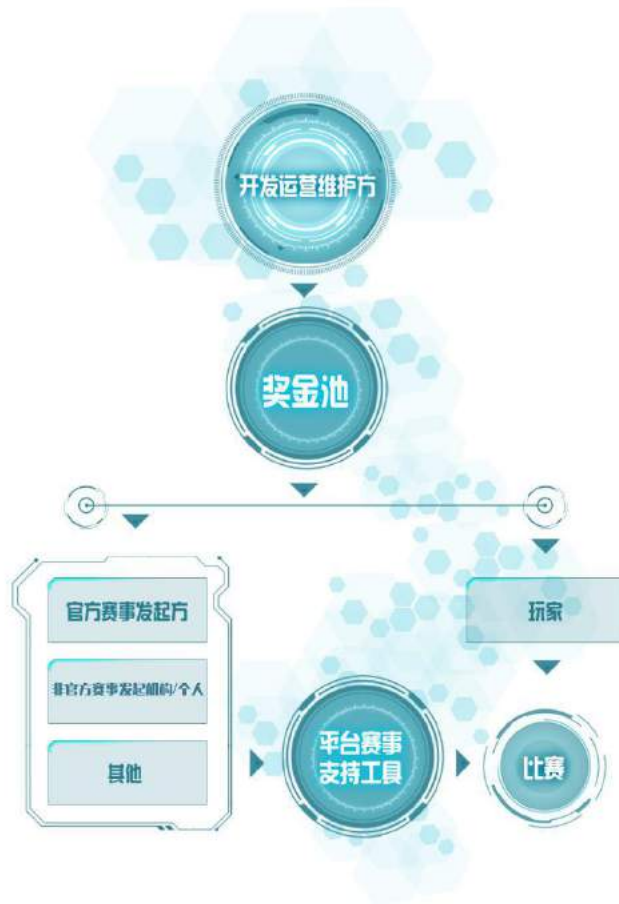 开发运营维护方
奖金池
官方赛事发起方
非官方赛事发起机构/个人
其他
玩家
平台赛事
支持工具
比赛